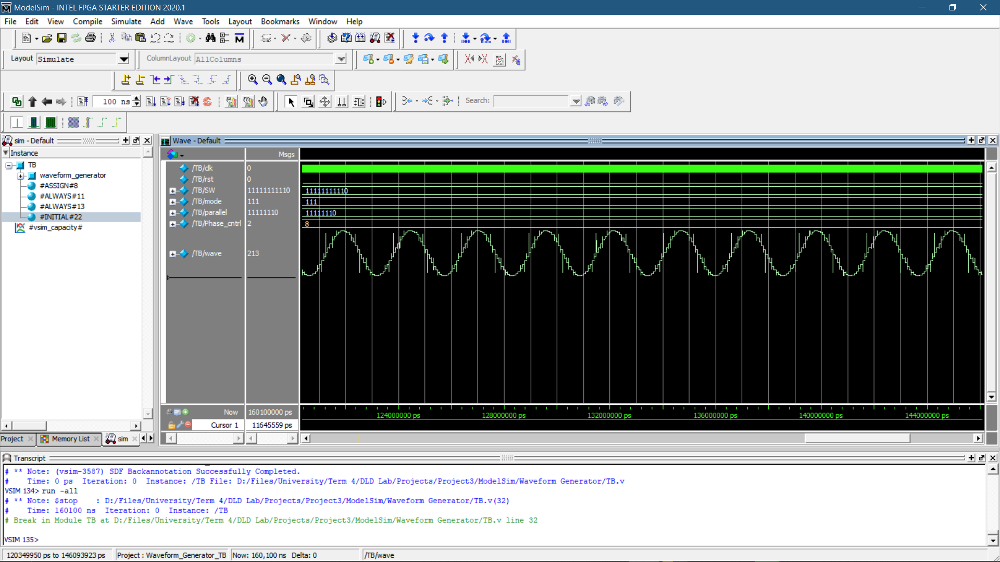 ModelSim - INTEL FPGA STARTER EDITION 2020.1
File Edit View Compile Simulate Add Wave Tools Layout Bookmarks Window Help
Layout Simulate ColumnLayout AllColumns
100 ns Search:
sim - Default
Instance
TB
waveform_generator
#ASSIGN#8
#ALWAYS#11
#ALWAYS#13
#INITIAL#22
#vsim_capacity#
Project Memory List sim
Wave - Default
Msgs
/TB/clk 0
/TB/rst 0
/TB/SW 11111111110 11111111110
/TB/mode 111 111
/TB/parallel 11111110 11111110
/TB/Phase_cntrl 2 8
/TB/wave 213
Now 160100000 ps 124000000 ps 128000000 ps 132000000 ps 136000000 ps 140000000 ps 144000000 ps
Cursor 1 11645559 ps
Transcript
# ** Note: (vsim-3587) SDF Backannotation Successfully Completed.
# Time: 0 ps Iteration: 0 Instance: /TB File: D:/Files/University/Term 4/DLD Lab/Projects/Project3/ModelSim/Waveform Generator/TB.v
VSIM 134> run -all
# ** Note: $stop : D:/Files/University/Term 4/DLD Lab/Projects/Project3/ModelSim/Waveform Generator/TB.v(32)
# Time: 160100 ns Iteration: 0 Instance: /TB
# Break in Module TB at D:/Files/University/Term 4/DLD Lab/Projects/Project3/ModelSim/Waveform Generator/TB.v line 32
VSIM 135>
120349950 ps to 146093923 ps Project : Waveform_Generator_TB Now: 160,100 ns Delta: 0 /TB/wave